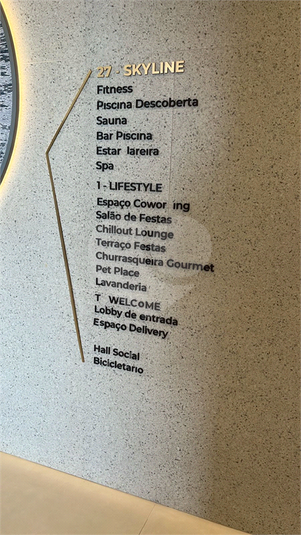 27 - SKYLINE
Fitness
Piscina Descoberta
Sauna
Bar Piscina
Estar lareira
Spa
1 - LIFESTYLE
Espaço Cowor ing
Salão de Festas
Chillout Lounge
Terraço Festas
Churrasqueira Gourmet
Pet Place
Lavanderia
T WELCOME
Lobby de entrada
Espaço Delivery
Hall Social
Bicicletario